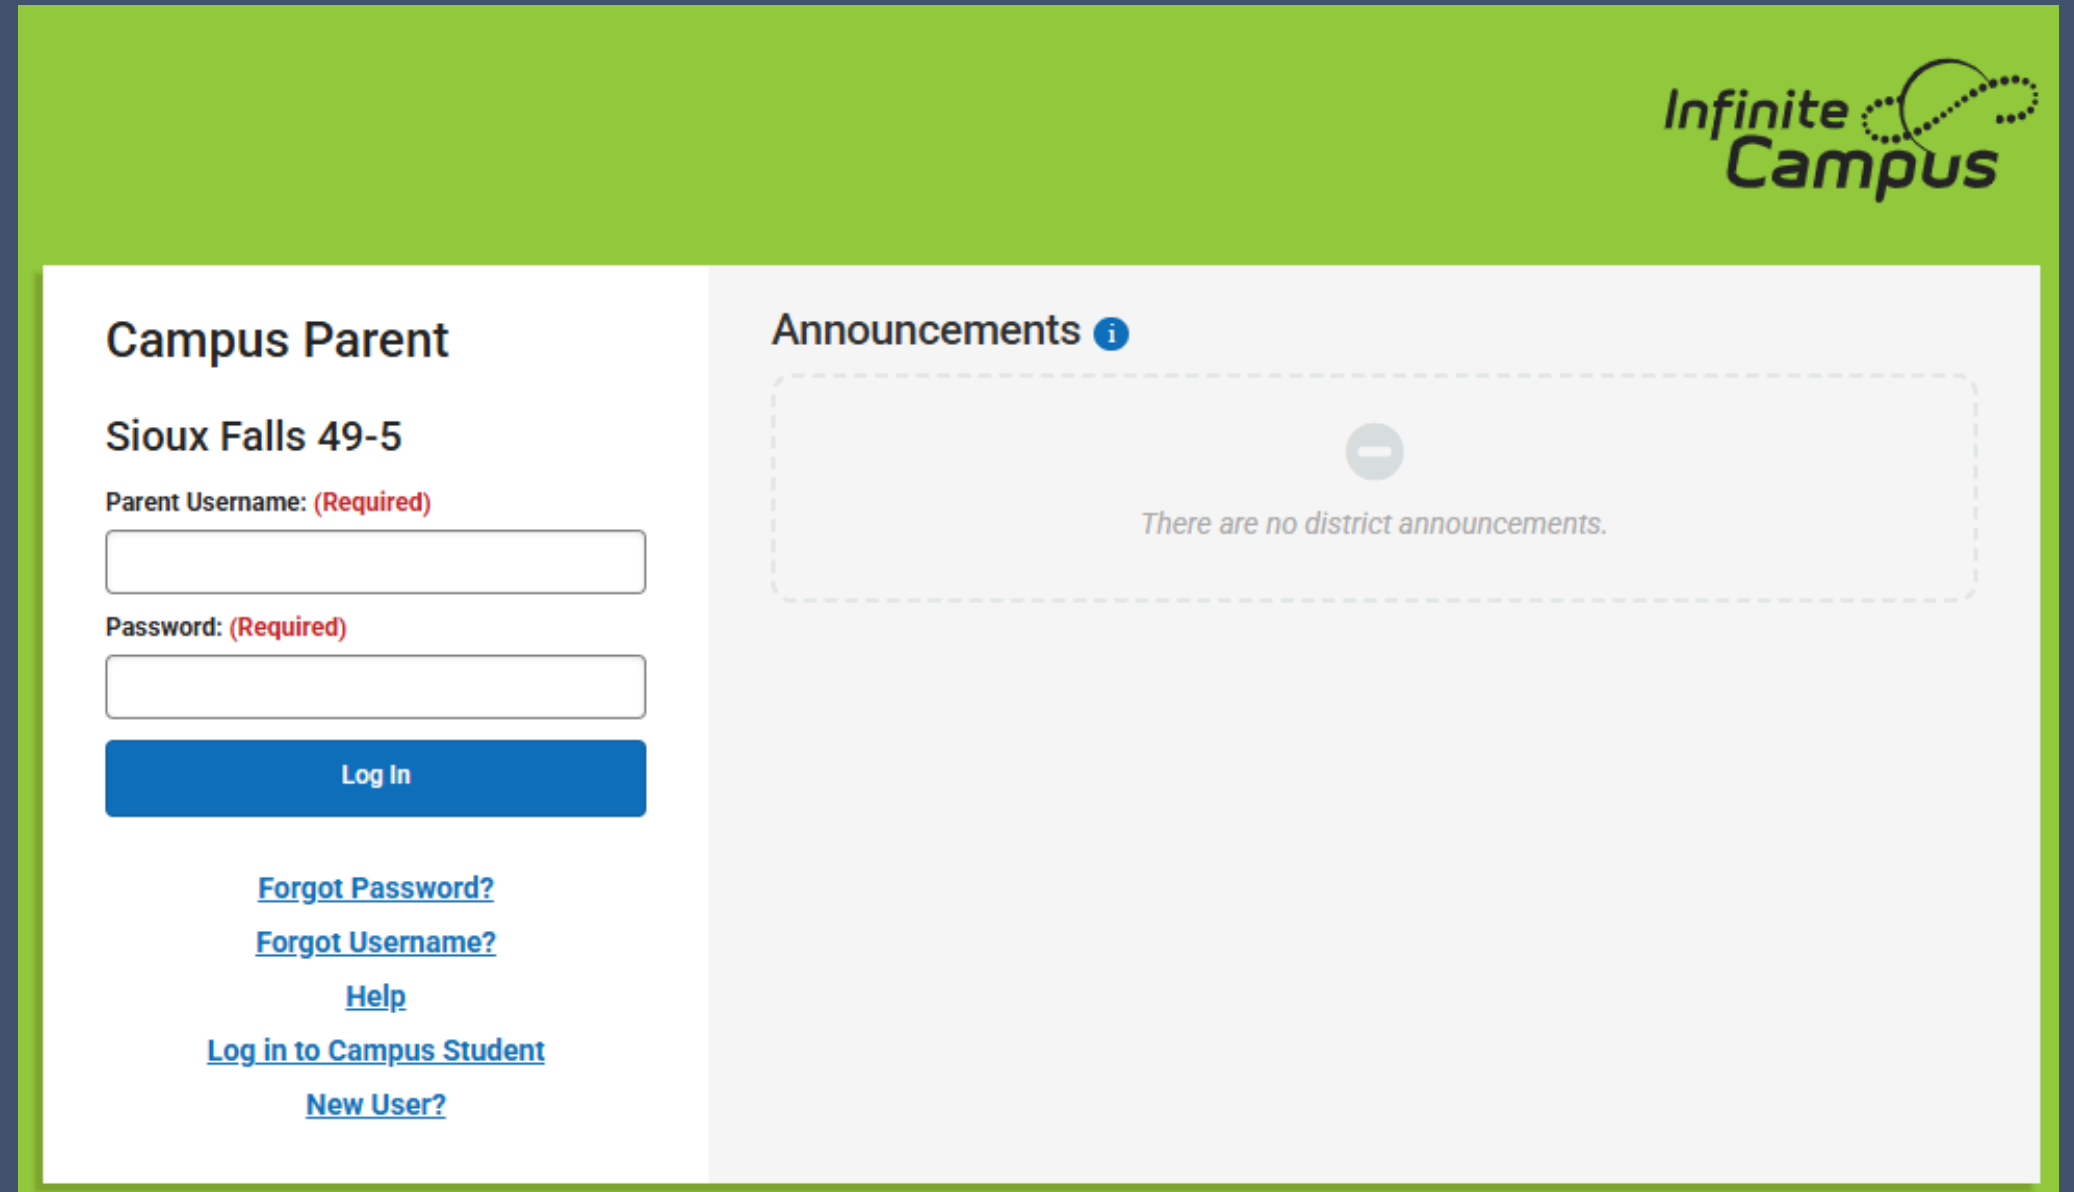 Infinite
Campus
Campus Parent
Sioux Falls 49-5
Parent Username: (Required)
Password: (Required)
Log In
Forgot Password?
Forgot Username?
Help
Log in to Campus Student
New User?
Announcements i
There are no district announcements.